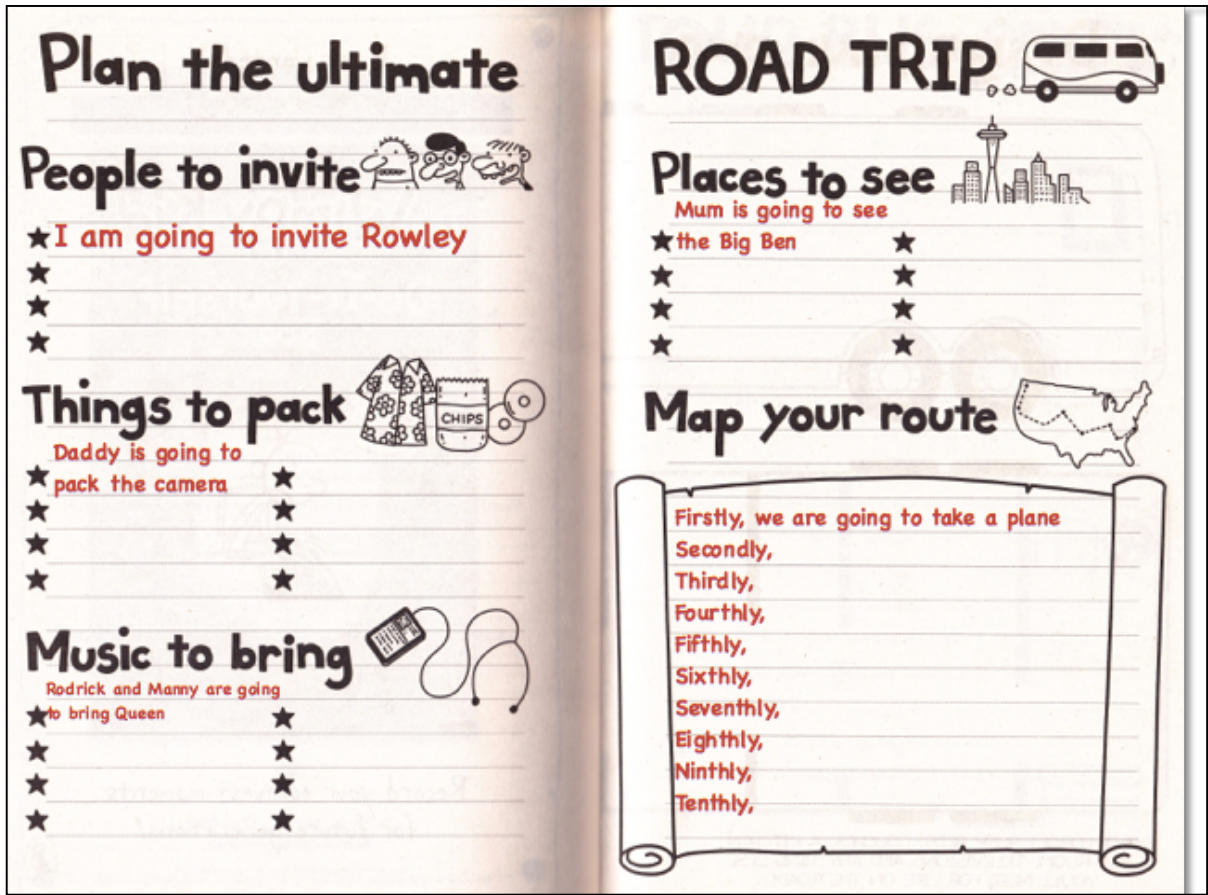 Plan the ultimate
People to invite
I am going to invite Rowley
Things to pack
CHIPS
Daddy is going to
pack the camera
Music to bring
Rodrick and Manny are going
to bring Queen
ROAD TRIP
Places to see
Mum is going to see
the Big Ben
Map your route
Firstly, we are going to take a plane
Secondly,
Thirdly,
Fourthly,
Fifthly,
Sixthly,
Seventhly,
Eighthly,
Ninthly,
Tenthly,